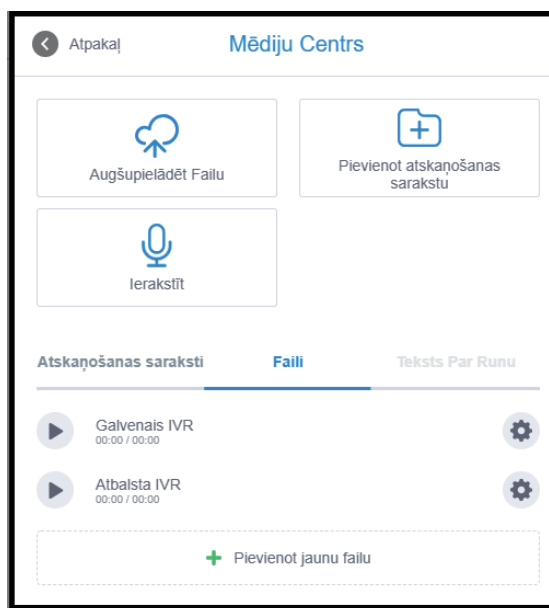 Atpakaļ
Mēdiju Centrs
Augšupielādēt Failu
Pievienot atskaņošanas
sarakstu
Ierakstīt
Atskaņošanas saraksti
Faili
Teksts Par Runu
Galvenais IVR
00:00 / 00:00
Atbalsta IVR
00:00 / 00:00
Pievienot jaunu failu